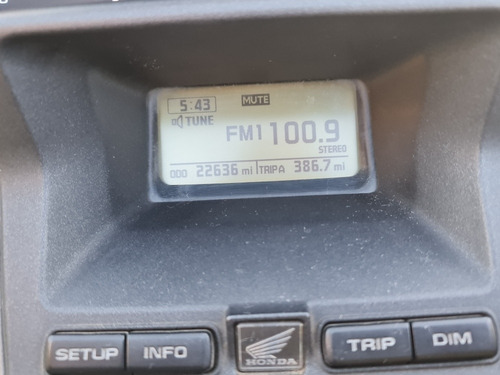 5:43 MUTE
TUNE
FM1 100.9
STEREO
ODO 22636 mi TRIP A 386.7 mi
SETUP INFO HONDA TRIP DIM